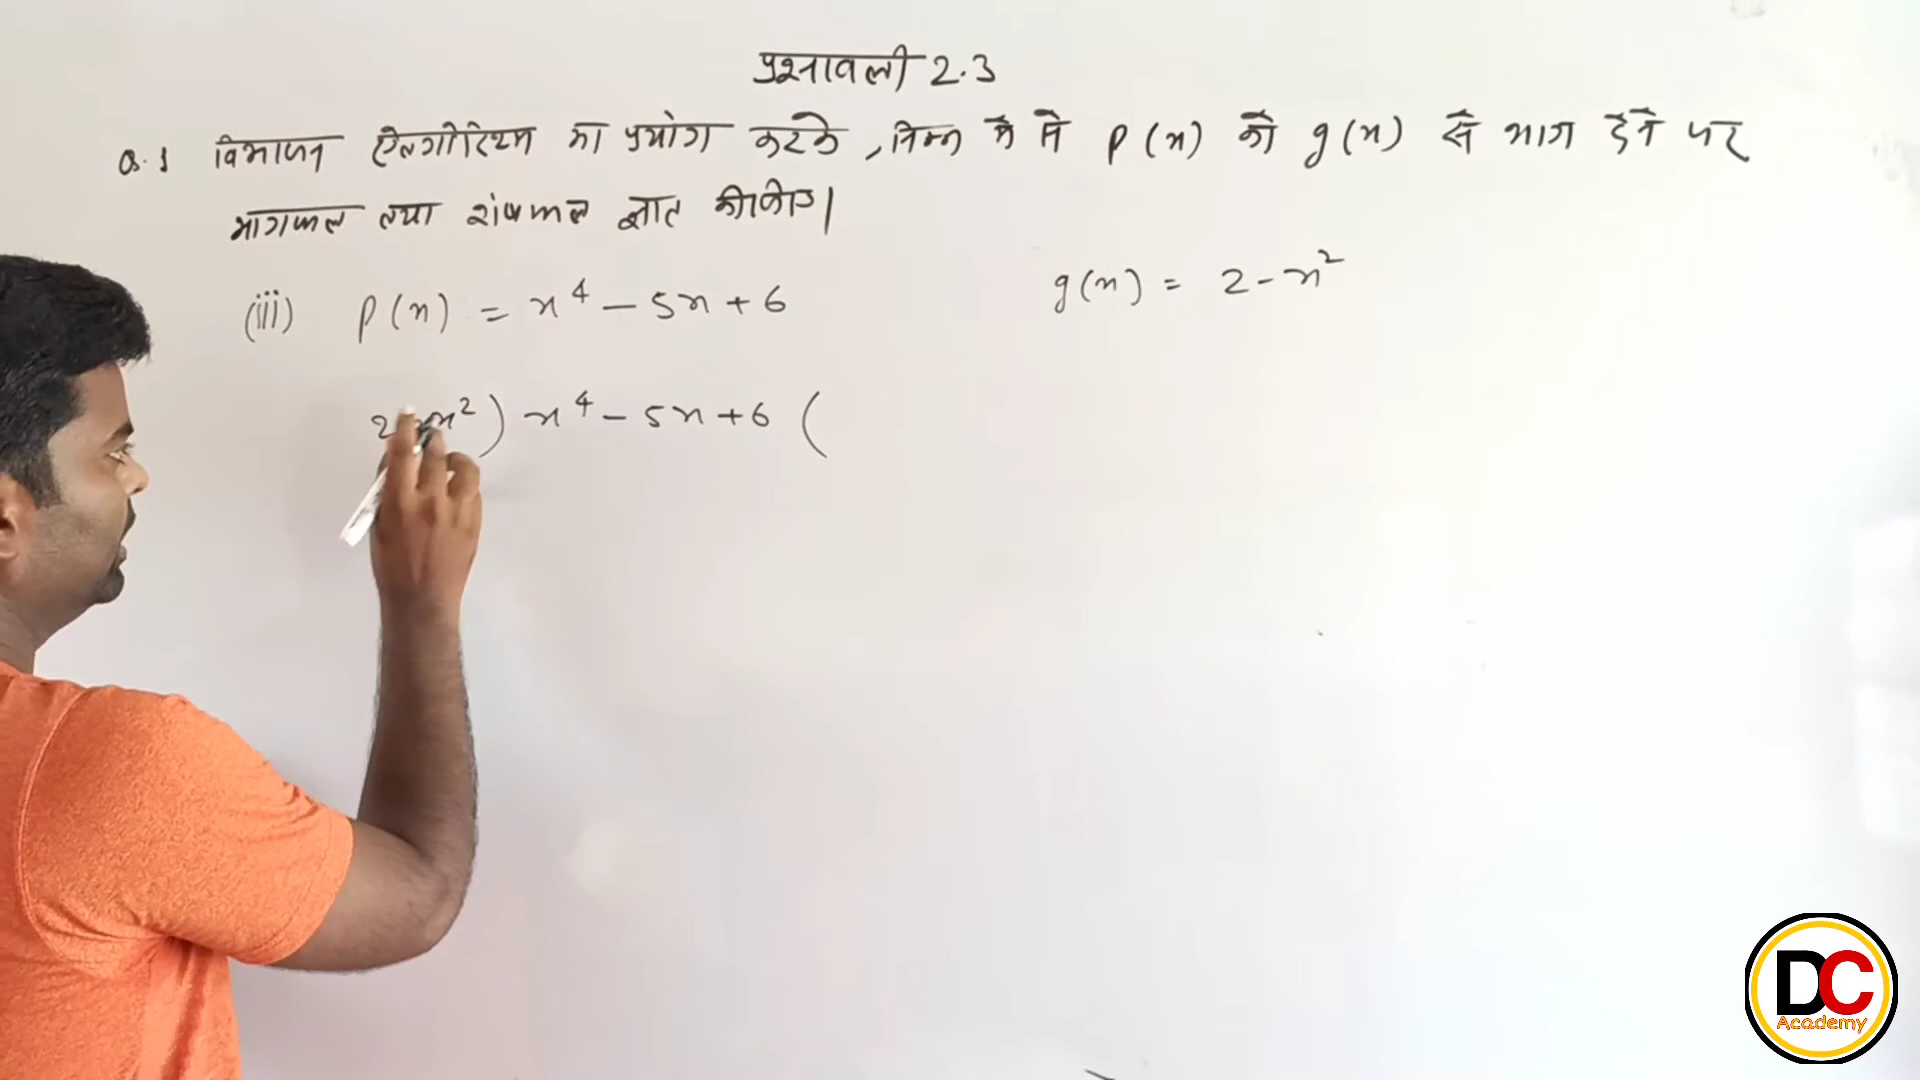 प्रश्नावली 2.3
Q.1 विभाजन ऐल्गोरिथ्म का प्रयोग करके, निम्न में से p(x) को g(x) से भाग देने पर
भागफल तथा शेषफल ज्ञात कीजिए।
(iii) p(x) = x⁴ - 5x + 6 g(x) = 2 - x²
x²) x⁴ - 5x + 6 (
DC
Academy